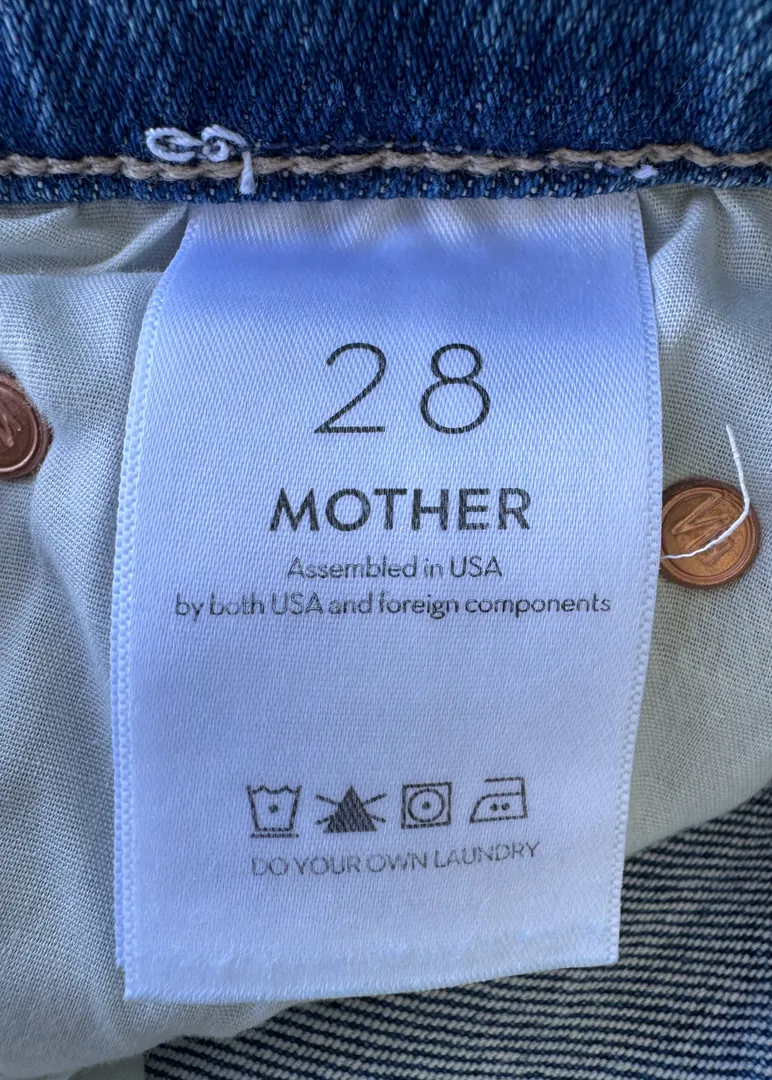 28
MOTHER
Assembled in USA
by both USA and foreign components
DO YOUR OWN LAUNDRY